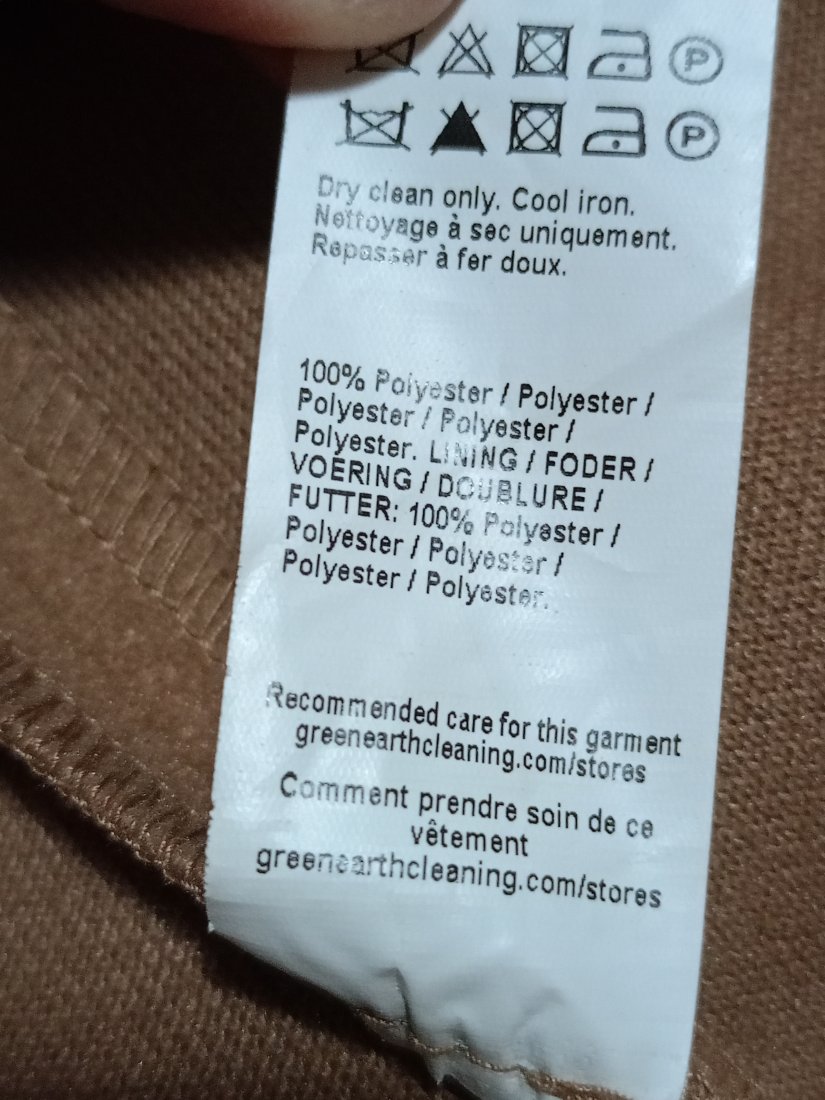 P
P
Dry clean only. Cool iron.
Nettoyage à sec uniquement.
Repasser à fer doux.
100% Polyester / Polyester /
Polyester / Polyester /
Polyester. LINING / FODER /
VOERING / DOUBLURE /
FUTTER: 100% Polyester /
Polyester / Polyester /
Polyester / Polyester.
Recommended care for this garment
greenearthcleaning.com/stores
Comment prendre soin de ce
vêtement
greenearthcleaning.com/stores